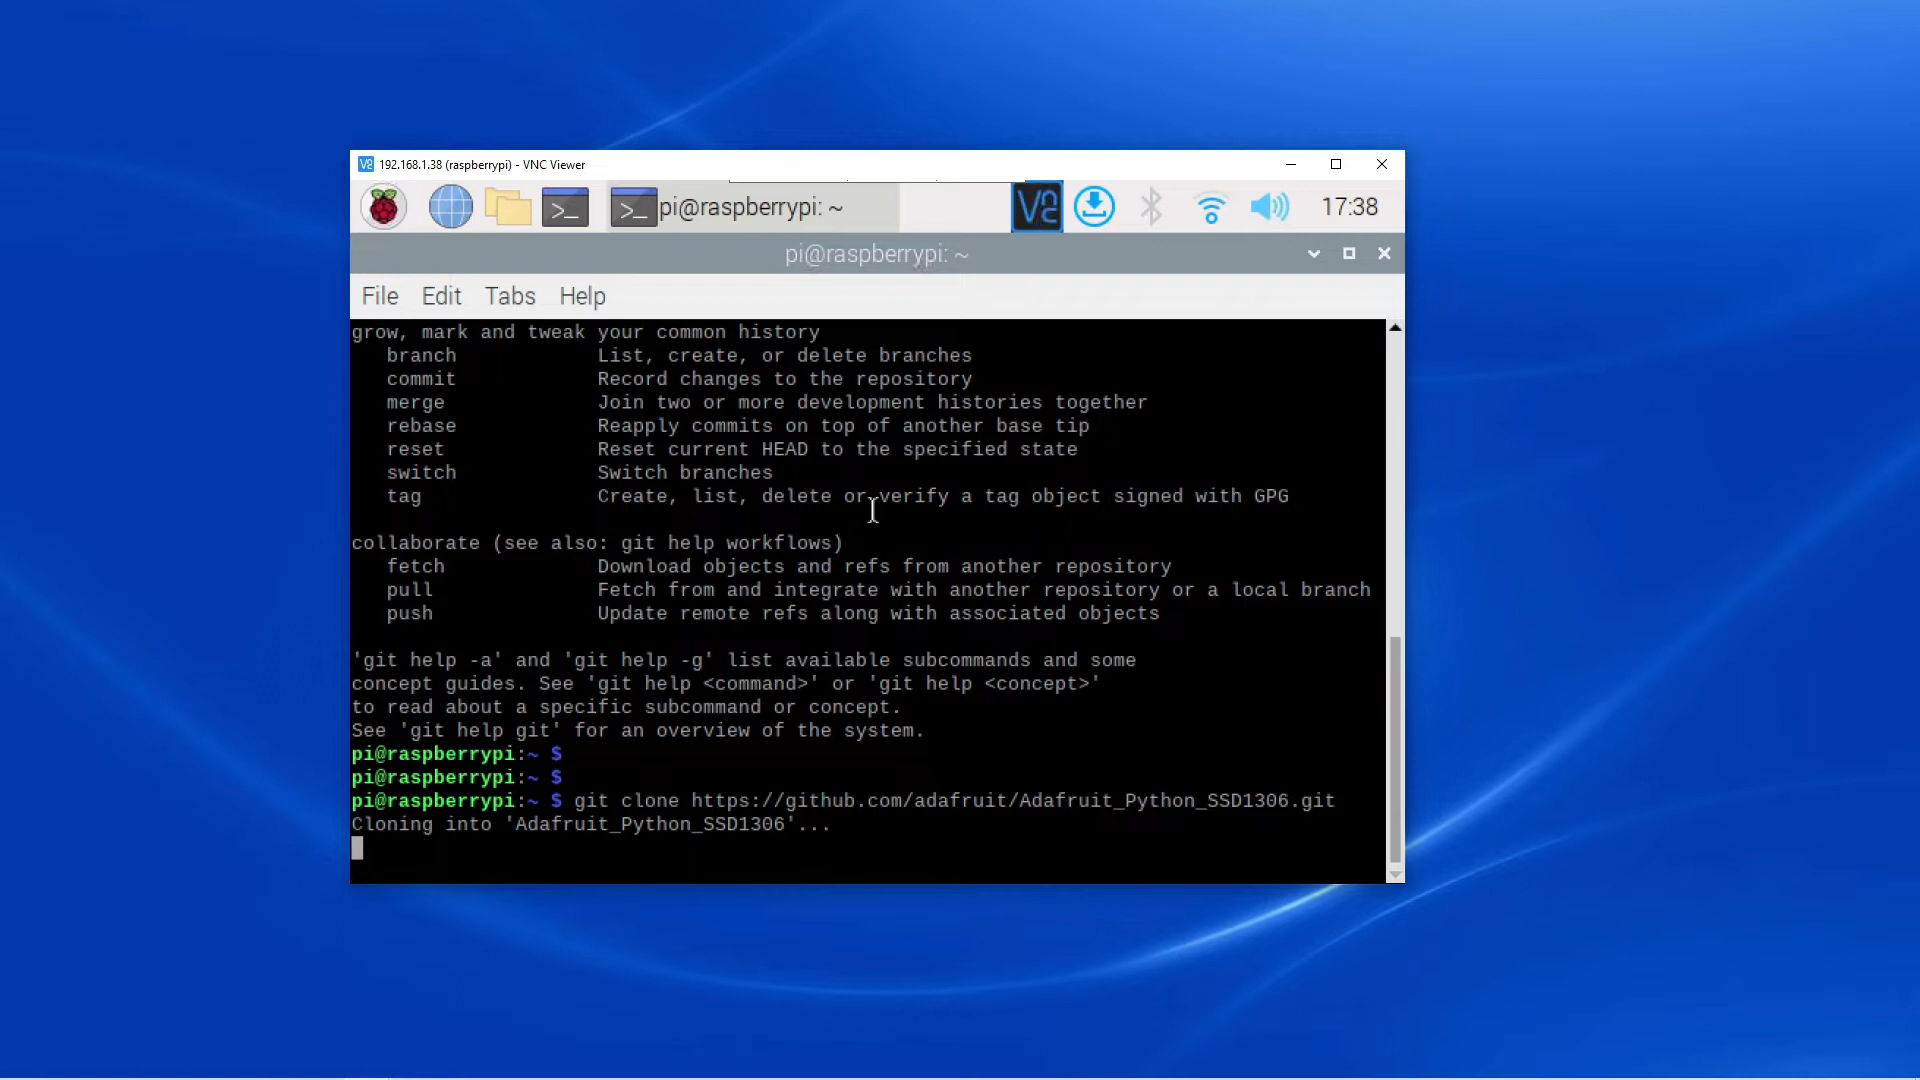 192.168.1.38 (raspberrypi) - VNC Viewer
pi@raspberrypi: ~
17:38
pi@raspberrypi: ~
File Edit Tabs Help
grow, mark and tweak your common history
branch List, create, or delete branches
commit Record changes to the repository
merge Join two or more development histories together
rebase Reapply commits on top of another base tip
reset Reset current HEAD to the specified state
switch Switch branches
tag Create, list, delete or verify a tag object signed with GPG
collaborate (see also: git help workflows)
fetch Download objects and refs from another repository
pull Fetch from and integrate with another repository or a local branch
push Update remote refs along with associated objects
'git help -a' and 'git help -g' list available subcommands and some
concept guides. See 'git help <command>' or 'git help <concept>'
to read about a specific subcommand or concept.
See 'git help git' for an overview of the system.
pi@raspberrypi:~ $
pi@raspberrypi:~ $
pi@raspberrypi:~ $ git clone https://github.com/adafruit/Adafruit_Python_SSD1306.git
Cloning into 'Adafruit_Python_SSD1306'...